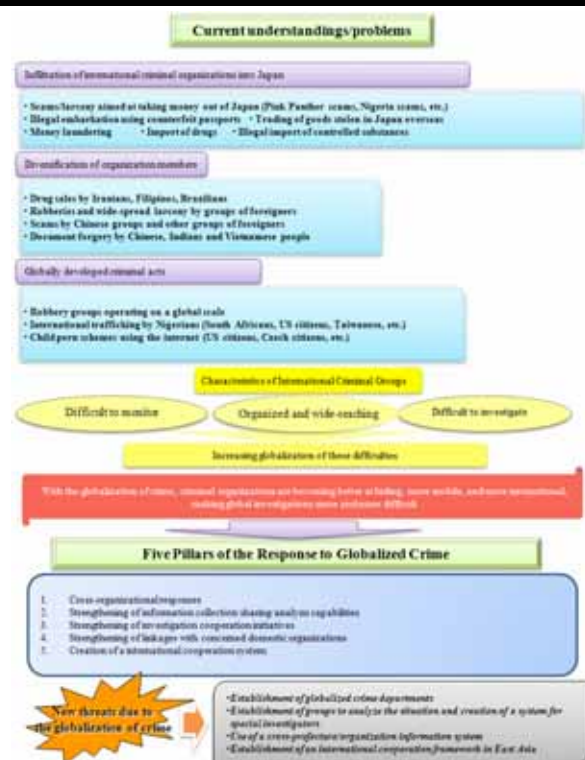 Current understandings/problems
Infiltration of international criminal organizations into Japan
• Scams/larceny aimed at taking money out of Japan (Pink Panther scams, Nigeria scams, etc.)
• Illegal embarkation using counterfeit passports • Trading of goods stolen in Japan overseas
• Money laundering • Import of drugs • Illegal import of controlled substances
Diversification of organization members
• Drug sales by Iranians, Filipinos, Brazilians
• Robberies and wide-spread larceny by groups of foreigners
• Scams by Chinese groups and other groups of foreigners
• Document forgery by Chinese, Indians and Vietnamese people
Globally developed criminal acts
• Robbery groups operating on a global scale
• International trafficking by Nigerians (South Africans, US citizens, Taiwanese, etc.)
• Child porn schemes using the internet (US citizens, Czech citizens, etc.)
Characteristics of International Criminal Groups
Difficult to monitor
Organized and wide-reaching
Difficult to investigate
Increasing globalization of these difficulties
With the globalization of crime, criminal organizations are becoming better at hiding, more mobile, and more international,
making global investigations more and more difficult
Five Pillars of the Response to Globalized Crime
1. Cross-organizational responses
2. Strengthening of information collection sharing analysis capabilities
3. Strengthening of investigation cooperation initiatives
4. Strengthening of linkages with concerned domestic organizations
5. Creation of a international cooperation system
New threats due to
the globalization of crime
•Establishment of globalized crime departments
•Establishment of groups to analyze the situation and creation of a system for
special investigators
•Use of a cross-prefecture/organization information system
•Establishment of an international cooperation framework in East Asia